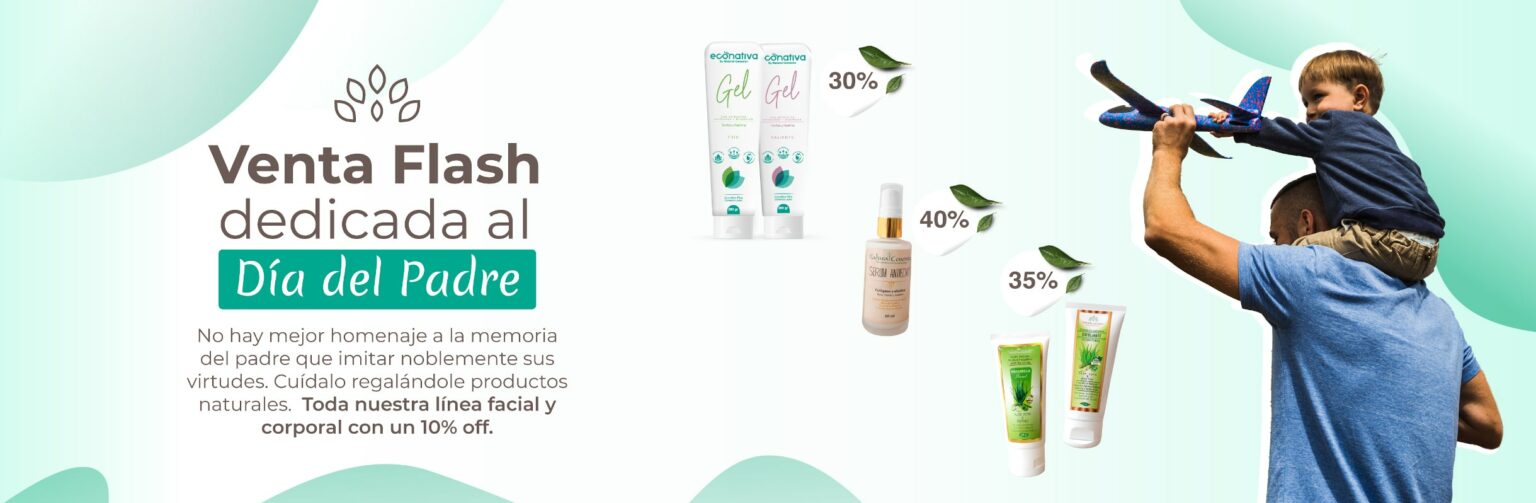 Venta Flash
dedicada al
Día del Padre
No hay mejor homenaje a la memoria
del padre que imitar noblemente sus
virtudes. Cuídalo regalándole productos
naturales. Toda nuestra línea facial y
corporal con un 10% off.
econativa
Gel
econativa
Gel
30%
40%
SERUM
35%